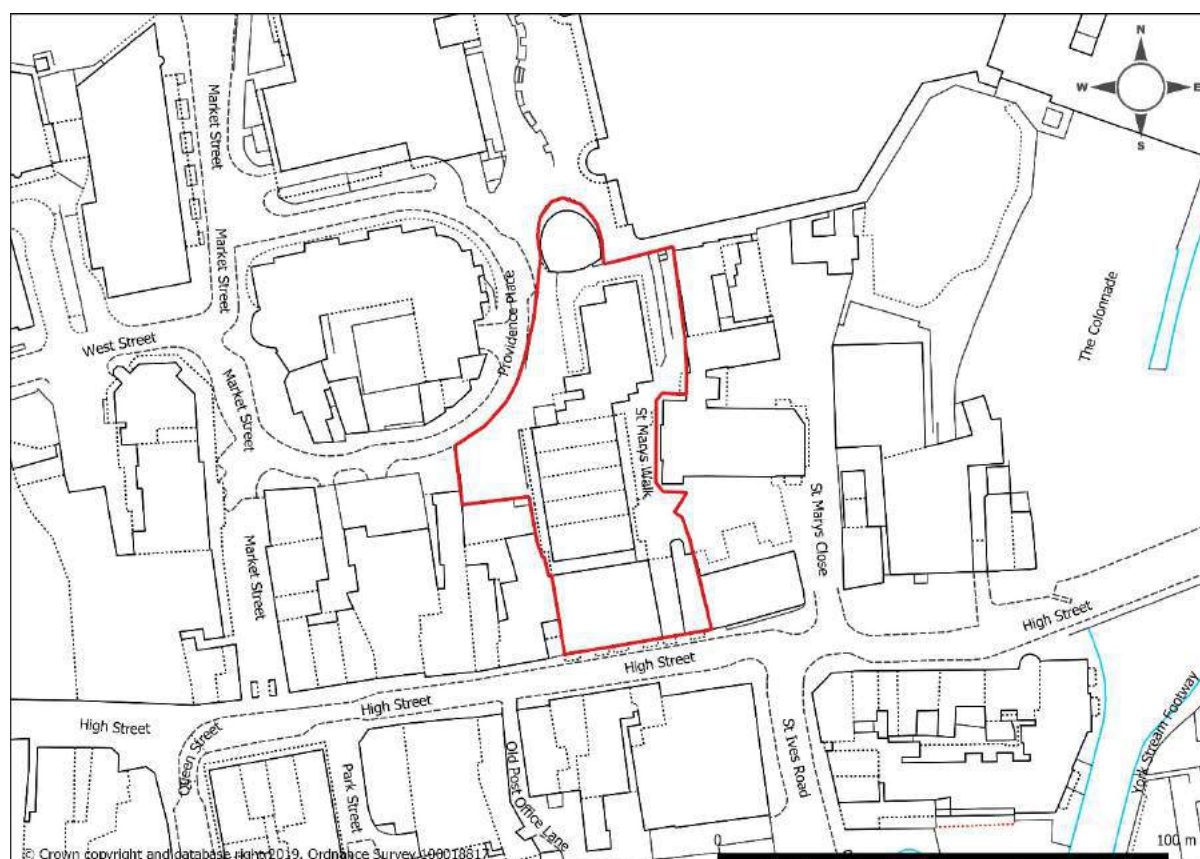 N
W E
S
Market Street
Market Street
West Street
Market Street
Providence Place
The Colonnade
St Marys Walk
St Marys Close
Market Street
High Street
High Street
High Street
High Street
Queen Street
Park Street
Old Post Office Lane
St Ives Road
York Stream Footway
0 100 m
© Crown copyright and database right 2019. Ordnance Survey 100018817